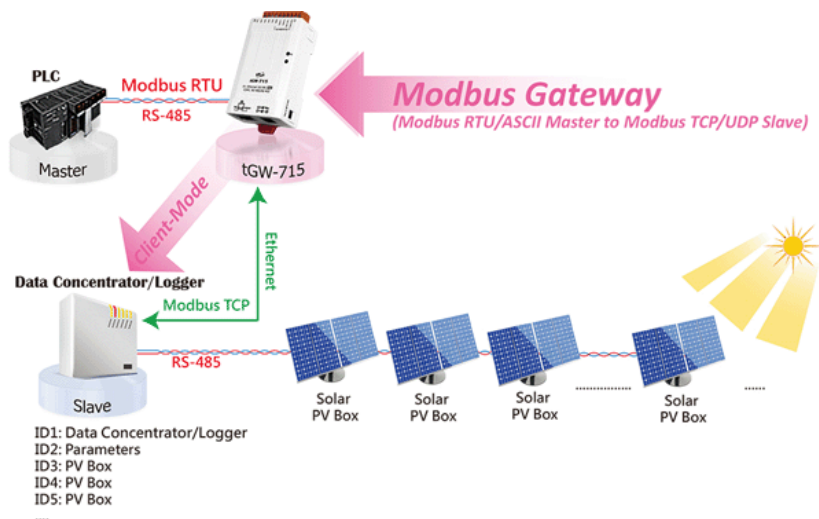 PLC
Modbus RTU
RS-485
Master
tGW-715
Modbus Gateway
(Modbus RTU/ASCII Master to Modbus TCP/UDP Slave)
Client-Mode
Ethernet
Data Concentrator/Logger
Modbus TCP
RS-485
Slave
Solar
PV Box
Solar
PV Box
Solar
PV Box
..............
Solar
PV Box
......
ID1: Data Concentrator/Logger
ID2: Parameters
ID3: PV Box
ID4: PV Box
ID5: PV Box